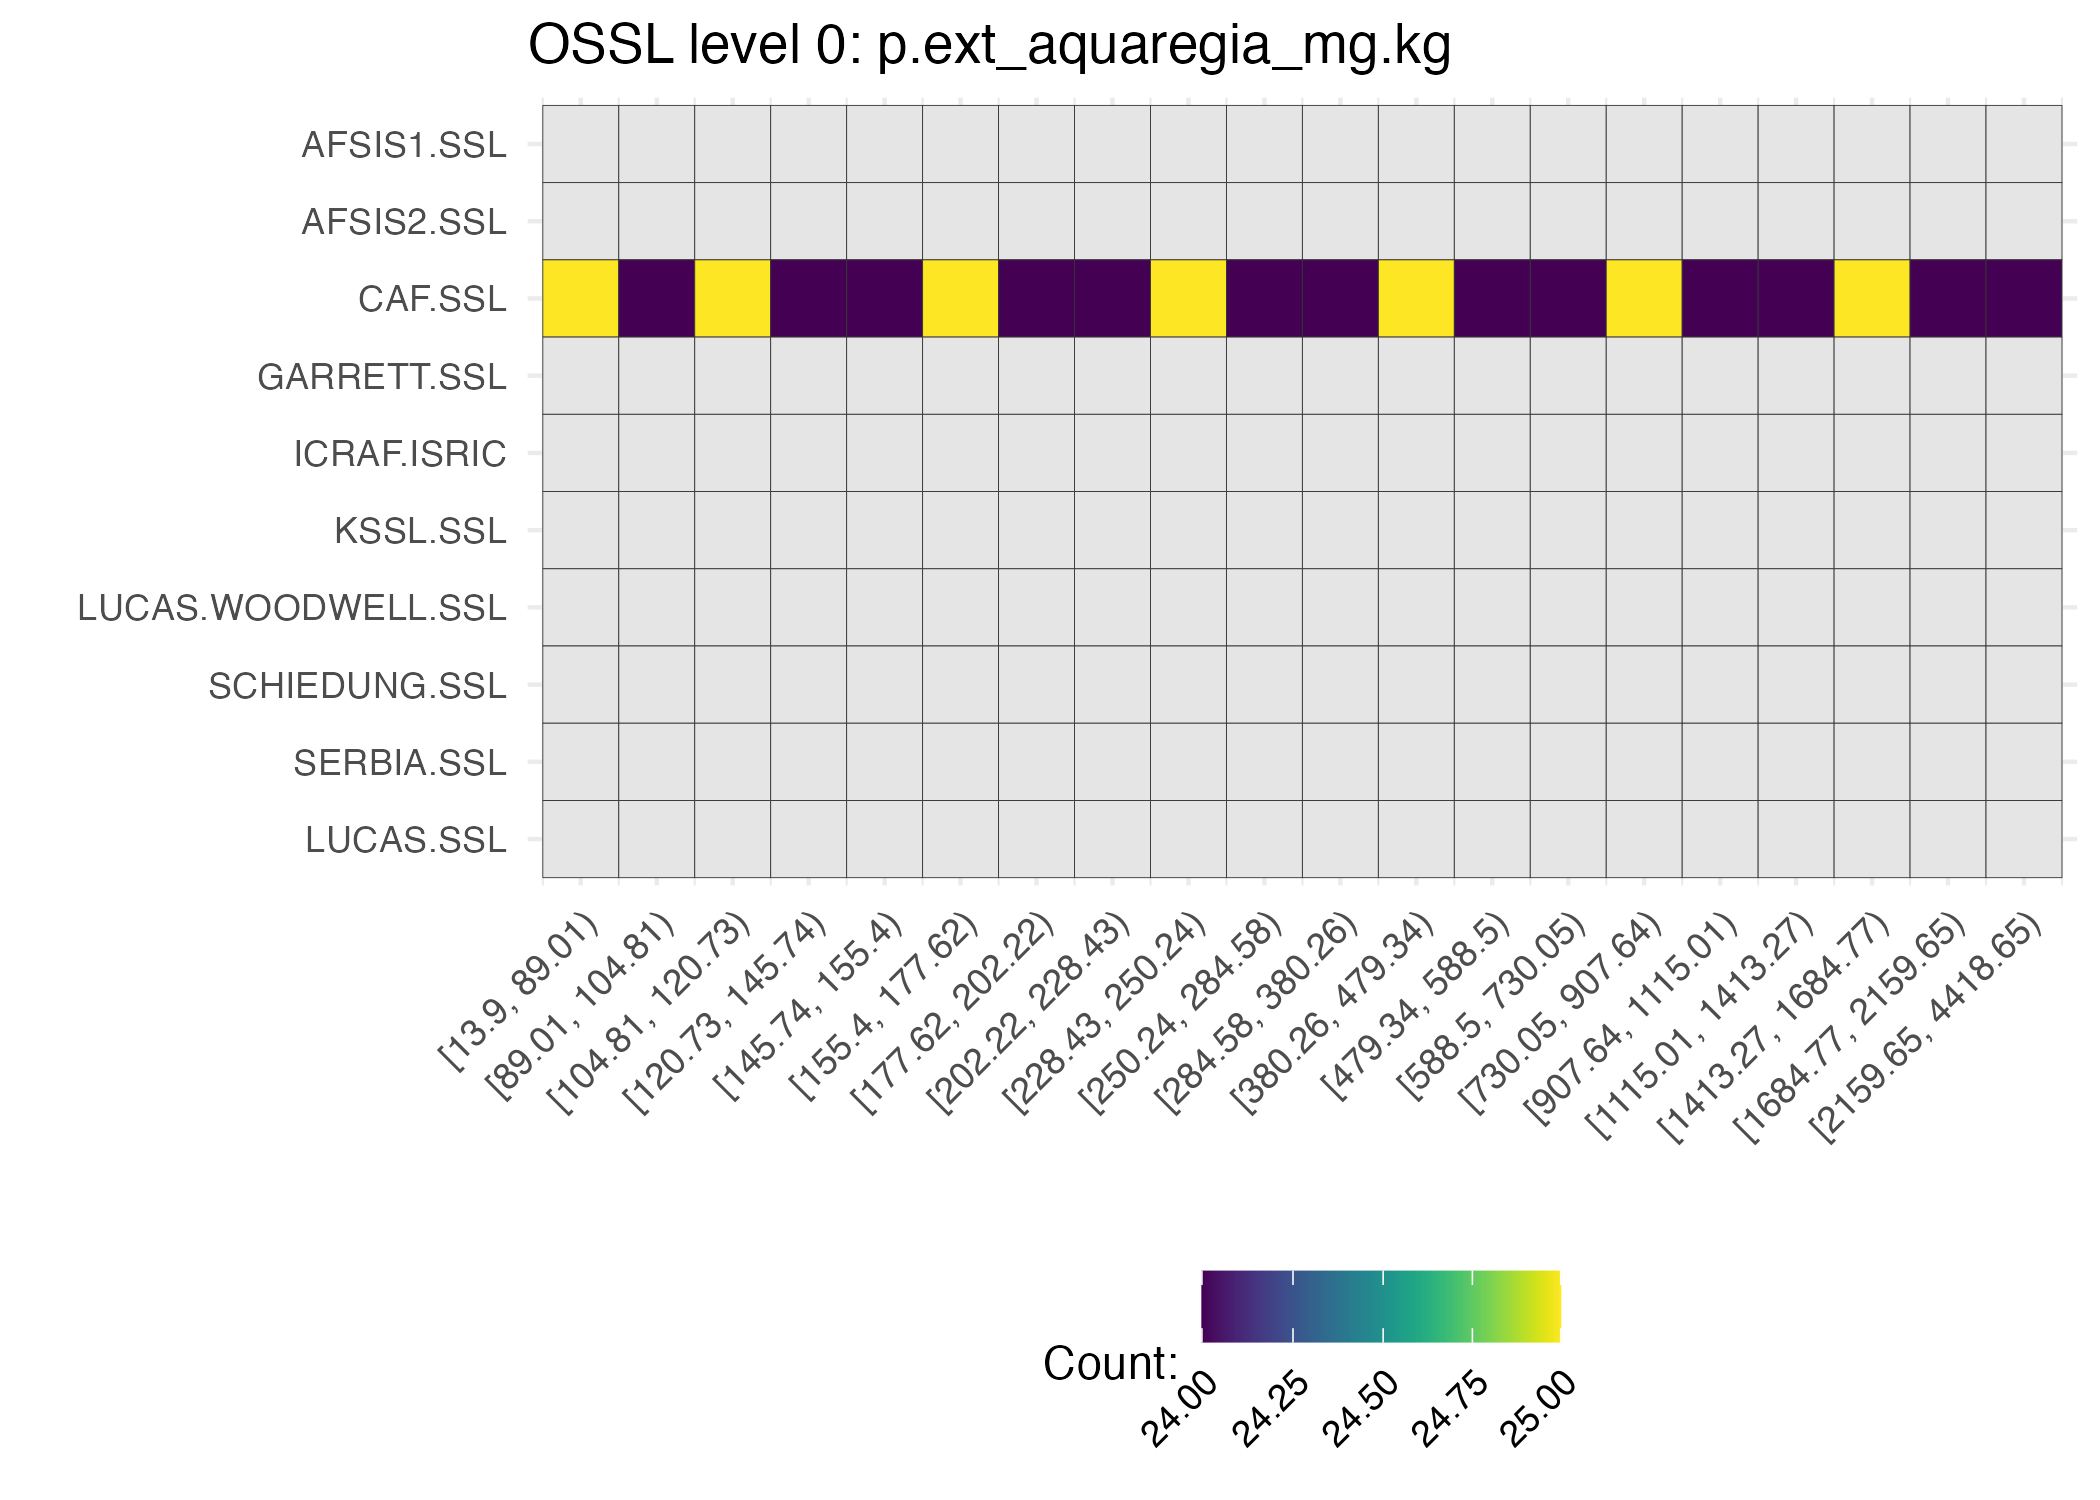 OSSL level 0: p.ext_aquaregia_mg.kg
AFSIS1.SSL
AFSIS2.SSL
CAF.SSL
GARRETT.SSL
ICRAF.ISRIC
KSSL.SSL
LUCAS.WOODWELL.SSL
SCHIEDUNG.SSL
SERBIA.SSL
LUCAS.SSL
[13.9, 89.01)
[89.01, 104.81)
[104.81, 120.73)
[120.73, 145.74)
[145.74, 155.4)
[155.4, 177.62)
[177.62, 202.22)
[202.22, 228.43)
[228.43, 250.24)
[250.24, 284.58)
[284.58, 380.26)
[380.26, 479.34)
[479.34, 588.5)
[588.5, 730.05)
[730.05, 907.64)
[907.64, 1115.01)
[1115.01, 1413.27)
[1413.27, 1684.77)
[1684.77, 2159.65)
[2159.65, 4418.65)
Count:
24.00
24.25
24.50
24.75
25.00